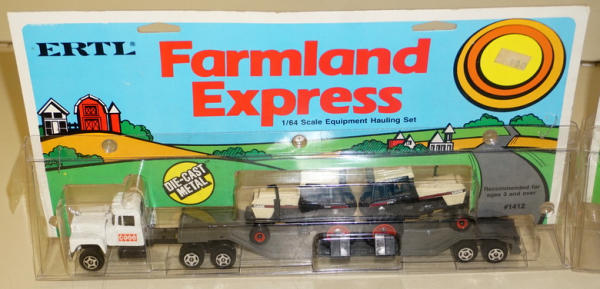 ERTL
Farmland
Express
1/64 Scale Equipment Hauling Set
DIE-CAST
METAL
Recommended for
ages 3 and over
#1412